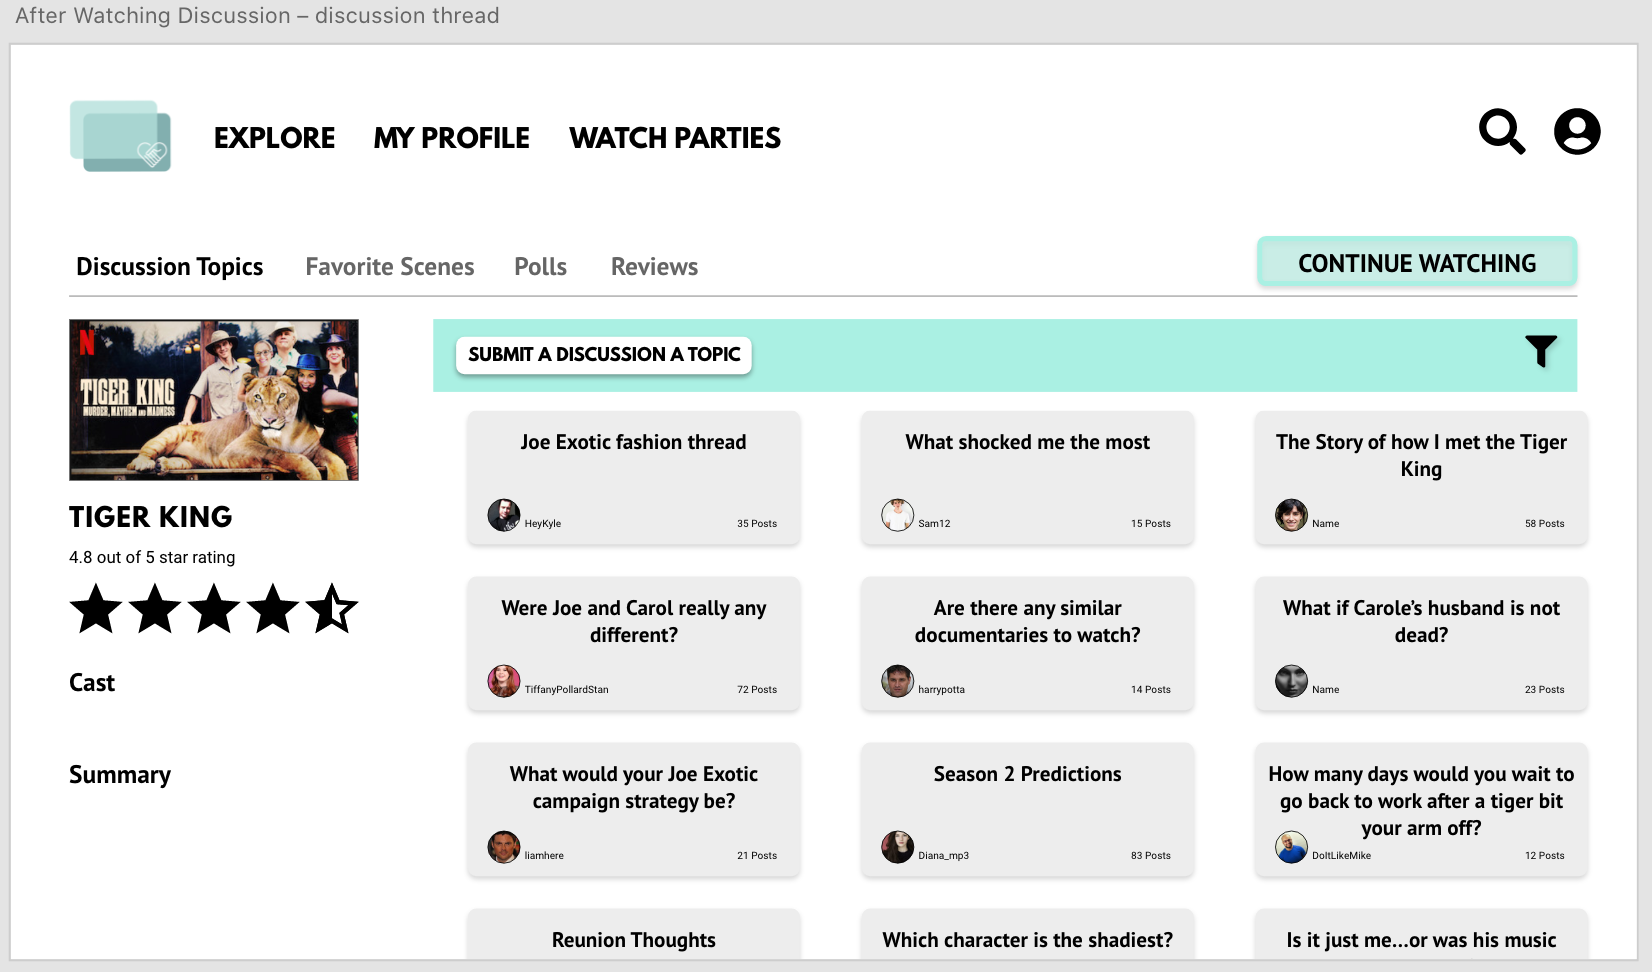 After Watching Discussion – discussion thread
EXPLORE MY PROFILE WATCH PARTIES
Discussion Topics Favorite Scenes Polls Reviews
CONTINUE WATCHING
N
TIGER KING
MURDER, MAYHEM AND MADNESS
TIGER KING
4.8 out of 5 star rating
Cast
Summary
SUBMIT A DISCUSSION A TOPIC
Joe Exotic fashion thread
HeyKyle 35 Posts
What shocked me the most
Sam12 15 Posts
The Story of how I met the Tiger
King
Name 58 Posts
Were Joe and Carol really any
different?
TiffanyPollardStan 72 Posts
Are there any similar
documentaries to watch?
harrypotta 14 Posts
What if Carole’s husband is not
dead?
Name 23 Posts
What would your Joe Exotic
campaign strategy be?
liamhere 21 Posts
Season 2 Predictions
Diana_mp3 83 Posts
How many days would you wait to
go back to work after a tiger bit
your arm off?
DoItLikeMike 12 Posts
Reunion Thoughts
Which character is the shadiest?
Is it just me...or was his music